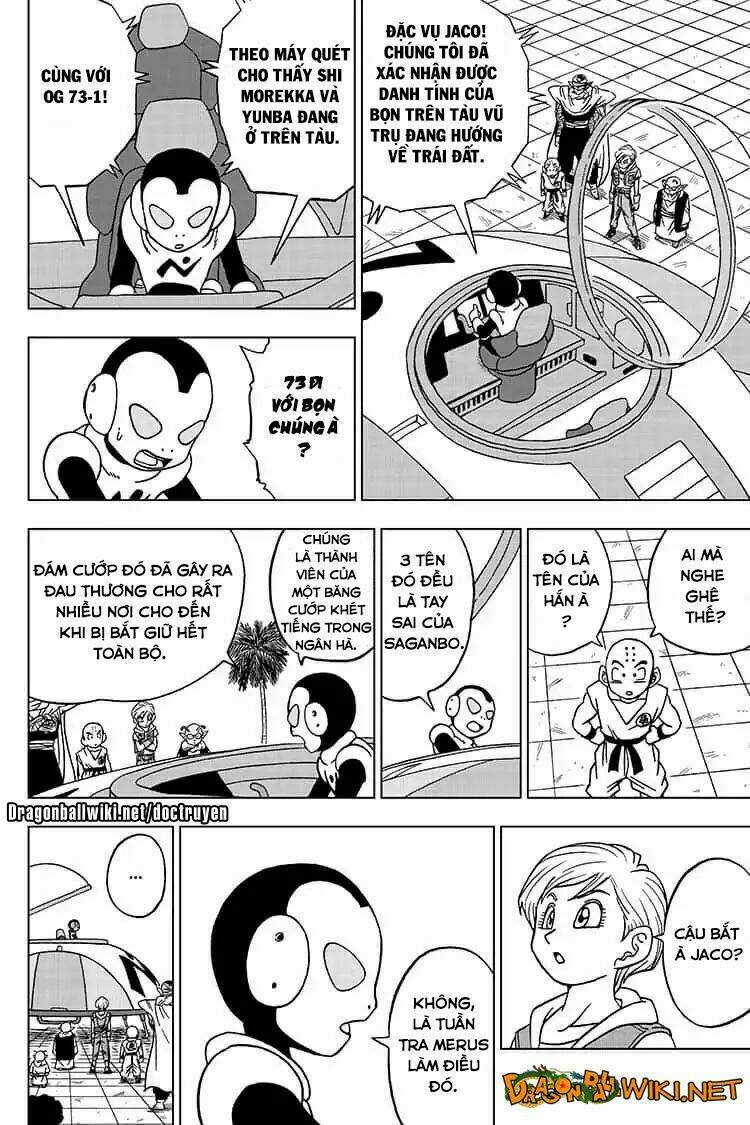 ĐẶC VỤ JACO!
CHÚNG TÔI ĐÃ
XÁC NHẬN ĐƯỢC
DANH TÍNH CỦA
BỌN TRÊN TÀU VŨ
TRỤ ĐANG HƯỚNG
VỀ TRÁI ĐẤT.
THEO MÁY QUÉT
CHO THẤY SHI
MOREKKA VÀ
YUNBA ĐANG
Ở TRÊN TÀU.
CÙNG VỚI
OG 73-1!
73 ĐI
VỚI BỌN
CHÚNG À
?
AI MÀ
NGHE
GHÊ
THẾ?
ĐÓ LÀ
TÊN CỦA
HẮN À
?
3 TÊN
ĐÓ ĐỀU
LÀ TAY
SAI CỦA
SAGANBO.
CHÚNG
LÀ THÀNH
VIÊN CỦA
MỘT BĂNG
CƯỚP KHÉT
TIẾNG TRONG
NGÂN HÀ.
ĐÁM CƯỚP ĐÓ ĐÃ GÂY RA
ĐAU THƯƠNG CHO RẤT
NHIỀU NƠI CHO ĐẾN
KHI BỊ BẮT GIỮ HẾT
TOÀN BỘ.
Dragonballwiki.net/doctruyen
CẬU BẮT
À JACO?
KHÔNG,
LÀ TUẦN
TRA MERUS
LÀM ĐIỀU
ĐÓ.
...
DRAGON BALL WIKI.NET